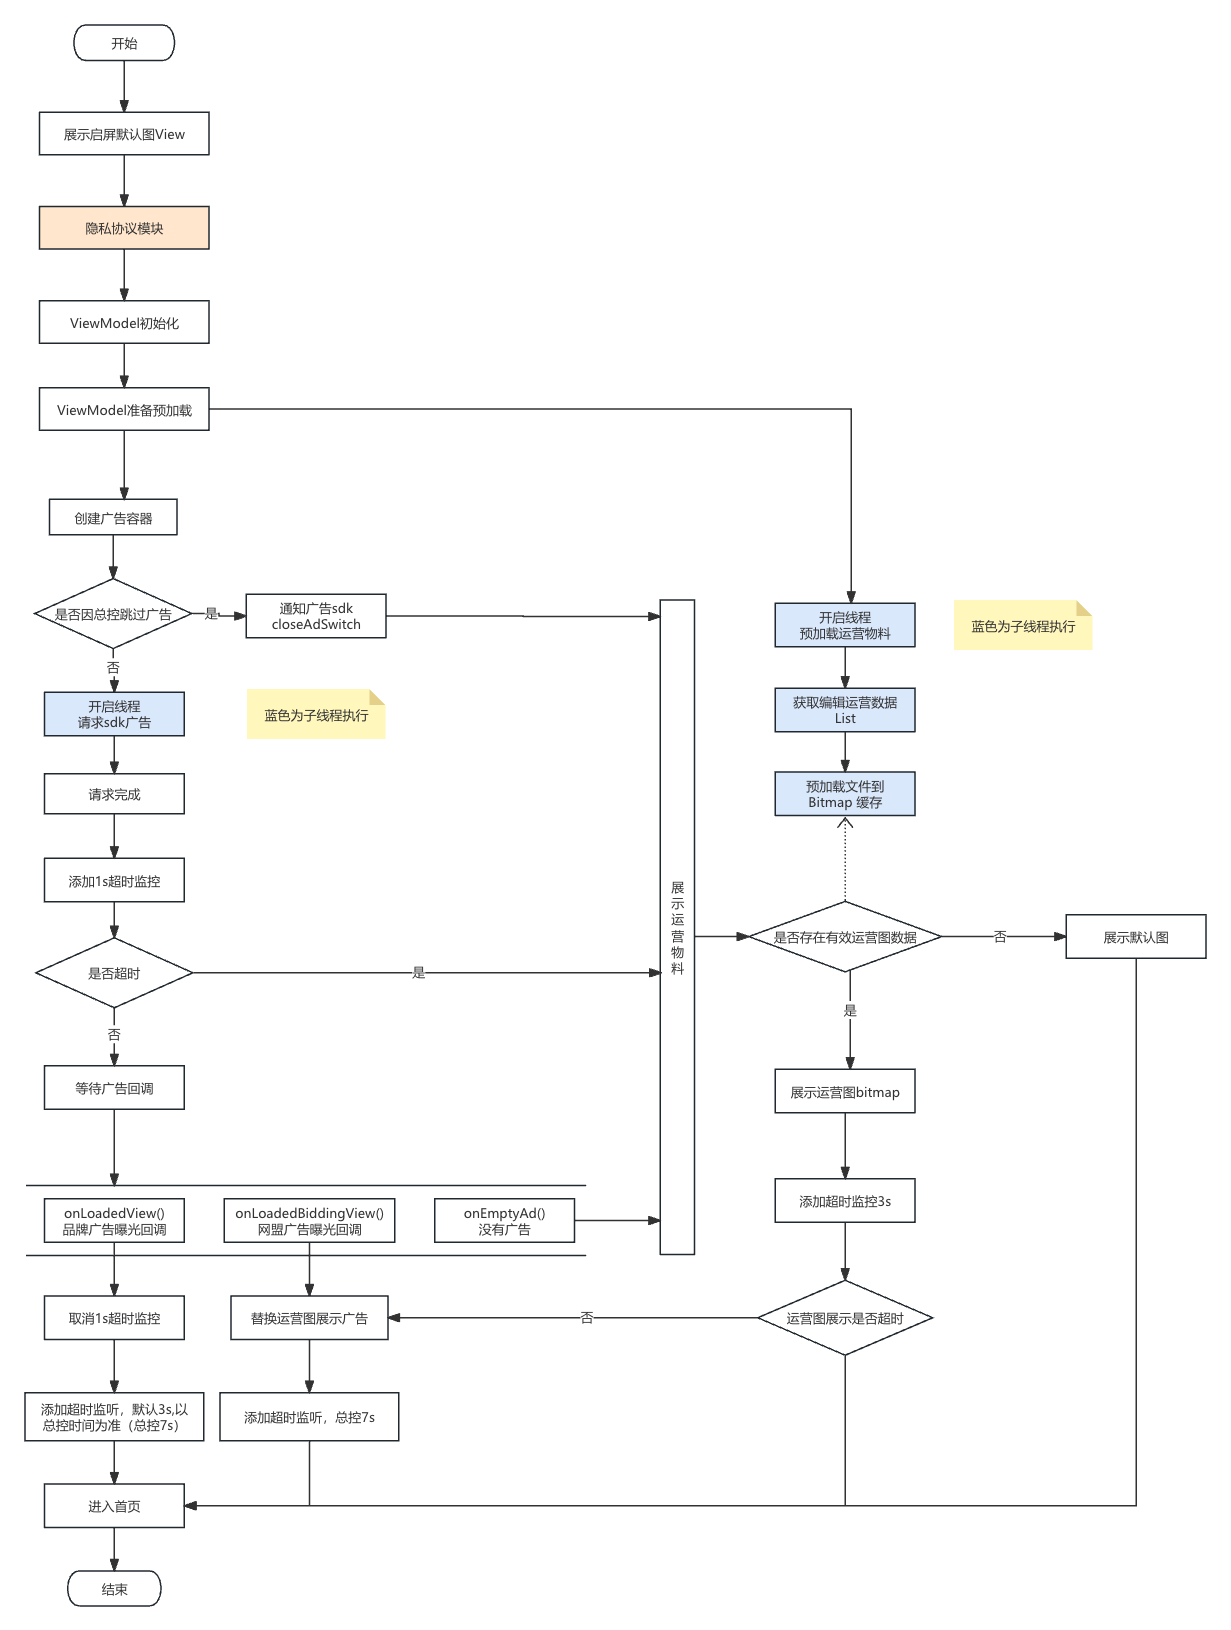 开始
展示启屏默认图View
隐私协议模块
ViewModel初始化
ViewModel准备预加载
创建广告容器
是否因总控跳过广告
是
通知广告sdk
closeAdSwitch
否
开启线程
请求sdk广告
蓝色为子线程执行
请求完成
添加1s超时监控
是否超时
是
否
等待广告回调
onLoadedView()
品牌广告曝光回调
onLoadedBiddingView()
网盟广告曝光回调
onEmptyAd()
没有广告
取消1s超时监控
替换运营图展示广告
添加超时监听，默认3s,以
总控时间为准（总控7s）
添加超时监听，总控7s
进入首页
结束
展
示
运
营
物
料
开启线程
预加载运营物料
蓝色为子线程执行
获取编辑运营数据
List
预加载文件到
Bitmap 缓存
是否存在有效运营图数据
否
展示默认图
是
展示运营图bitmap
添加超时监控3s
运营图展示是否超时
否